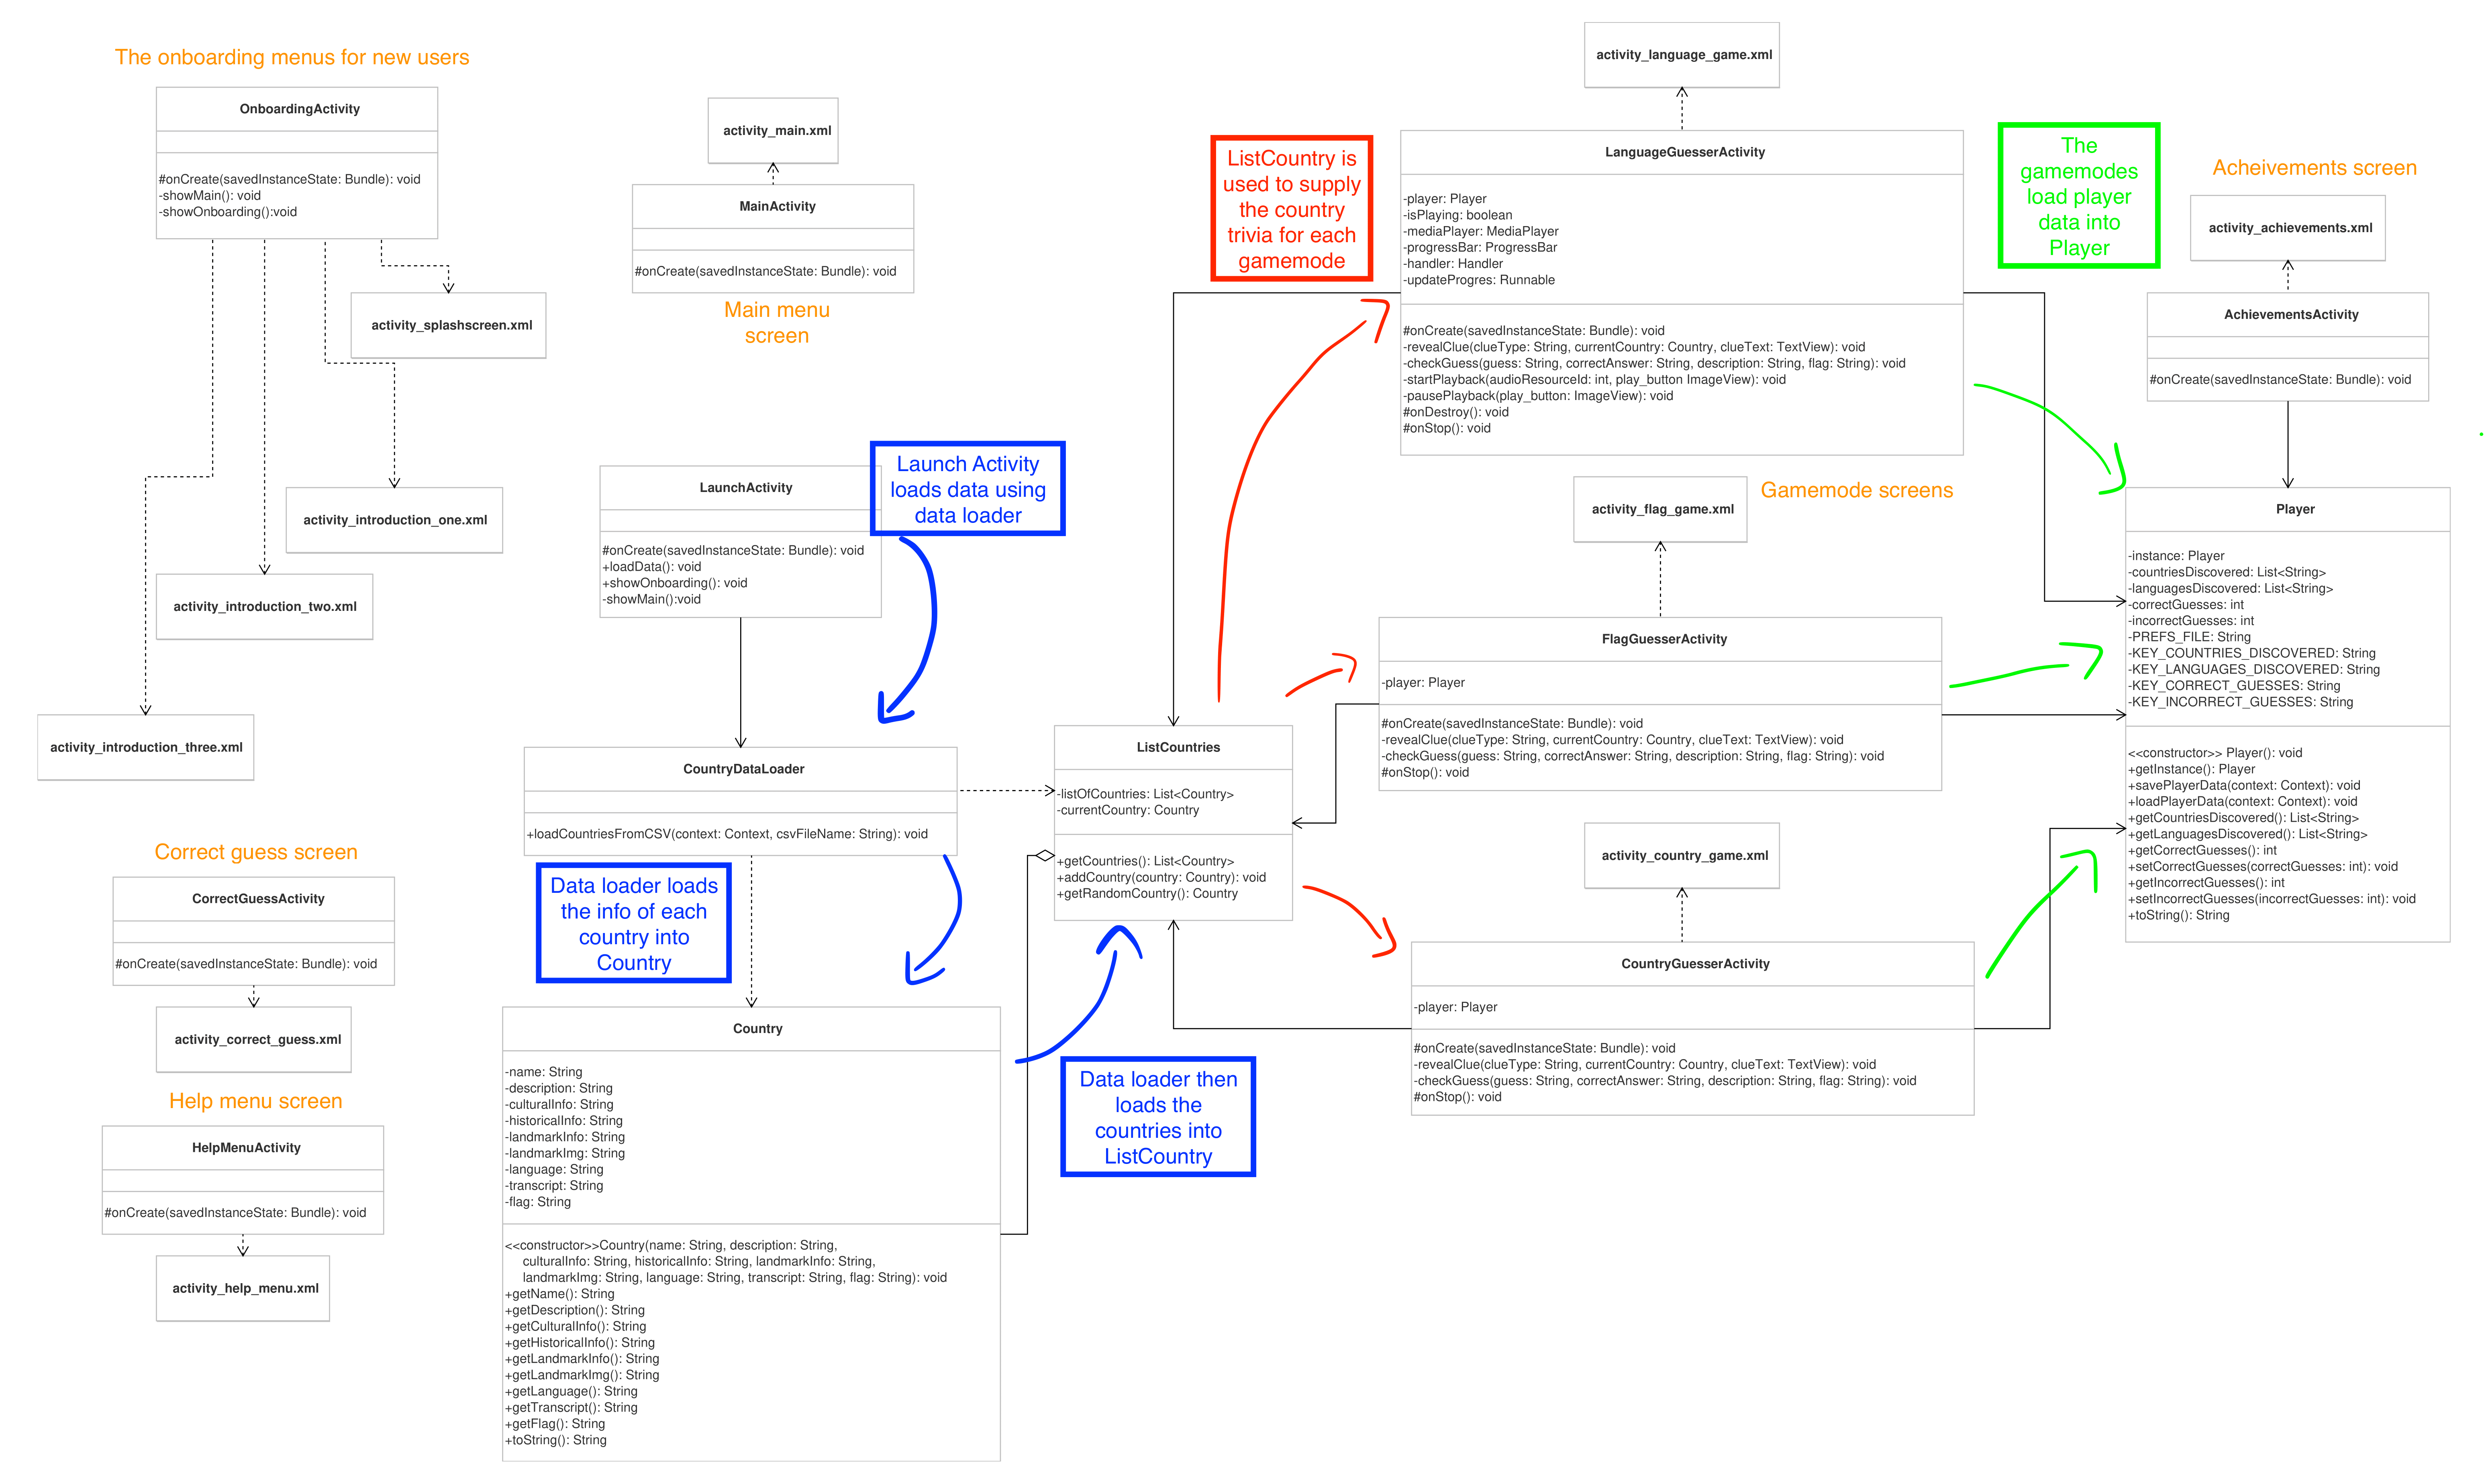 The onboarding menus for new users
OnboardingActivity
#onCreate(savedInstanceState: Bundle): void
-showMain(): void
-showOnboarding():void
activity_splashscreen.xml
activity_introduction_one.xml
activity_introduction_two.xml
activity_introduction_three.xml
Correct guess screen
CorrectGuessActivity
#onCreate(savedInstanceState: Bundle): void
activity_correct_guess.xml
Help menu screen
HelpMenuActivity
#onCreate(savedInstanceState: Bundle): void
activity_help_menu.xml
activity_main.xml
MainActivity
#onCreate(savedInstanceState: Bundle): void
Main menu
screen
LaunchActivity
#onCreate(savedInstanceState: Bundle): void
+loadData(): void
+showOnboarding(): void
-showMain():void
Launch Activity
loads data using
data loader
CountryDataLoader
+loadCountriesFromCSV(context: Context, csvFileName: String): void
Data loader loads
the info of each
country into
Country
Country
-name: String
-description: String
-culturalInfo: String
-historicalInfo: String
-landmarkInfo: String
-landmarkImg: String
-language: String
-transcript: String
-flag: String
<<constructor>>Country(name: String, description: String,
culturalInfo: String, historicalInfo: String, landmarkInfo: String,
landmarkImg: String, language: String, transcript: String, flag: String): void
+getName(): String
+getDescription(): String
+getCulturalInfo(): String
+getHistoricalInfo(): String
+getLandmarkInfo(): String
+getLandmarkImg(): String
+getLanguage(): String
+getTranscript(): String
+getFlag(): String
+toString(): String
ListCountries
-listOfCountries: List<Country>
-currentCountry: Country
+getCountries(): List<Country>
+addCountry(country: Country): void
+getRandomCountry(): Country
Data loader then
loads the
countries into
ListCountry
ListCountry is
used to supply
the country
trivia for each
gamemode
activity_language_game.xml
LanguageGuesserActivity
-player: Player
-isPlaying: boolean
-mediaPlayer: MediaPlayer
-progressBar: ProgressBar
-handler: Handler
-updateProgres: Runnable
#onCreate(savedInstanceState: Bundle): void
-revealClue(clueType: String, currentCountry: Country, clueText: TextView): void
-checkGuess(guess: String, correctAnswer: String, description: String, flag: String): void
-startPlayback(audioResourceId: int, play_button ImageView): void
-pausePlayback(play_button: ImageView): void
#onDestroy(): void
#onStop(): void
Gamemode screens
activity_flag_game.xml
FlagGuesserActivity
-player: Player
#onCreate(savedInstanceState: Bundle): void
-revealClue(clueType: String, currentCountry: Country, clueText: TextView): void
-checkGuess(guess: String, correctAnswer: String, description: String, flag: String): void
#onStop(): void
activity_country_game.xml
CountryGuesserActivity
-player: Player
#onCreate(savedInstanceState: Bundle): void
-revealClue(clueType: String, currentCountry: Country, clueText: TextView): void
-checkGuess(guess: String, correctAnswer: String, description: String, flag: String): void
#onStop(): void
The
gamemodes
load player
data into
Player
Acheivements screen
activity_achievements.xml
AchievementsActivity
#onCreate(savedInstanceState: Bundle): void
Player
-instance: Player
-countriesDiscovered: List<String>
-languagesDiscovered: List<String>
-correctGuesses: int
-incorrectGuesses: int
-PREFS_FILE: String
-KEY_COUNTRIES_DISCOVERED: String
-KEY_LANGUAGES_DISCOVERED: String
-KEY_CORRECT_GUESSES: String
-KEY_INCORRECT_GUESSES: String
<<constructor>> Player(): void
+getInstance(): Player
+savePlayerData(context: Context): void
+loadPlayerData(context: Context): void
+getCountriesDiscovered(): List<String>
+getLanguagesDiscovered(): List<String>
+getCorrectGuesses(): int
+setCorrectGuesses(correctGuesses: int): void
+getIncorrectGuesses(): int
+setIncorrectGuesses(incorrectGuesses: int): void
+toString(): String